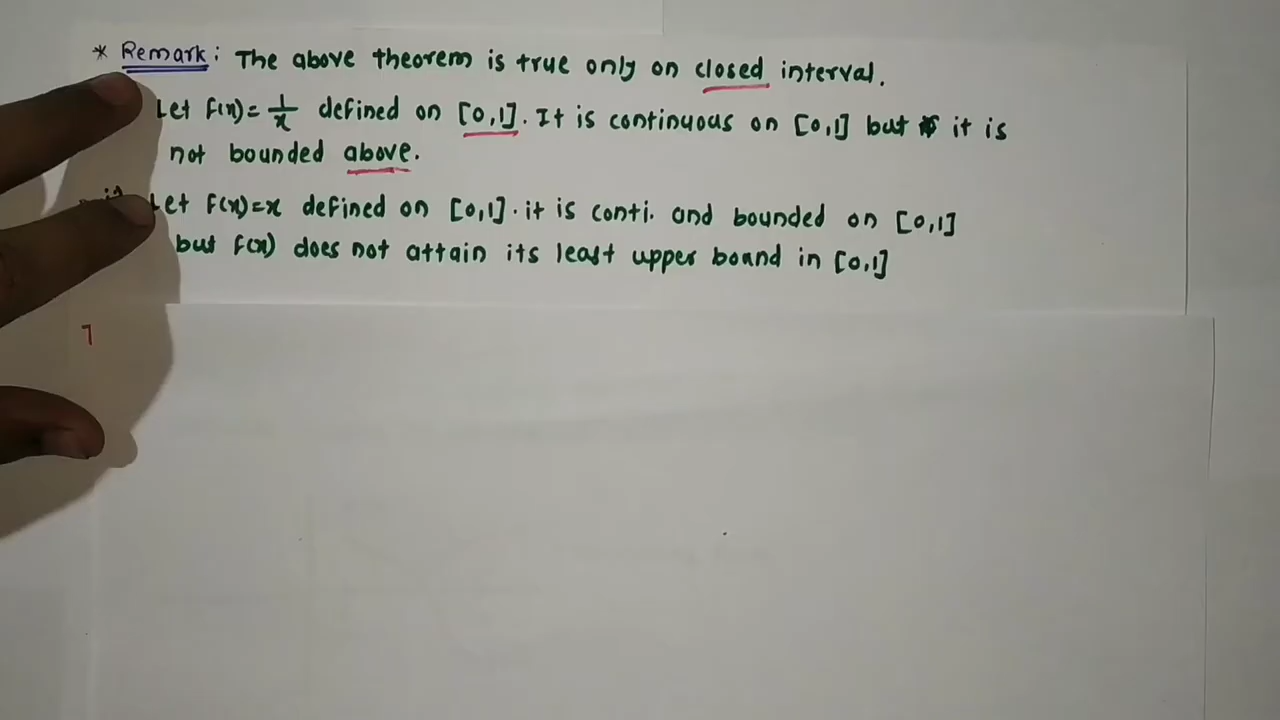 * Remark: The above theorem is true only on closed interval.
Let f(x)= 1/x defined on [0,1]. It is continuous on [0,1] but it is
not bounded above.
Let f(x)=x defined on [0,1]. it is conti. and bounded on [0,1]
but f(x) does not attain its least upper bound in [0,1]